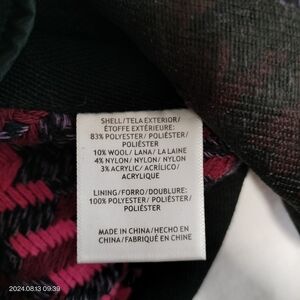 SHELL/TELA EXTERIOR/
ÉTOFFE EXTÉRIEURE:
83% POLYESTER/POLIÉSTER/
POLIÉSTER
10% WOOL/LANA/LA LAINE
4% NYLON/NYLON/NYLON
3% ACRYLIC/ACRÍLICO/
ACRYLIQUE
LINING/FORRO/DOUBLURE:
100% POLYESTER/POLIÉSTER/
POLIÉSTER
MADE IN CHINA/HECHO EN
CHINA/FABRIQUÉ EN CHINE
2024.08.13 09:39